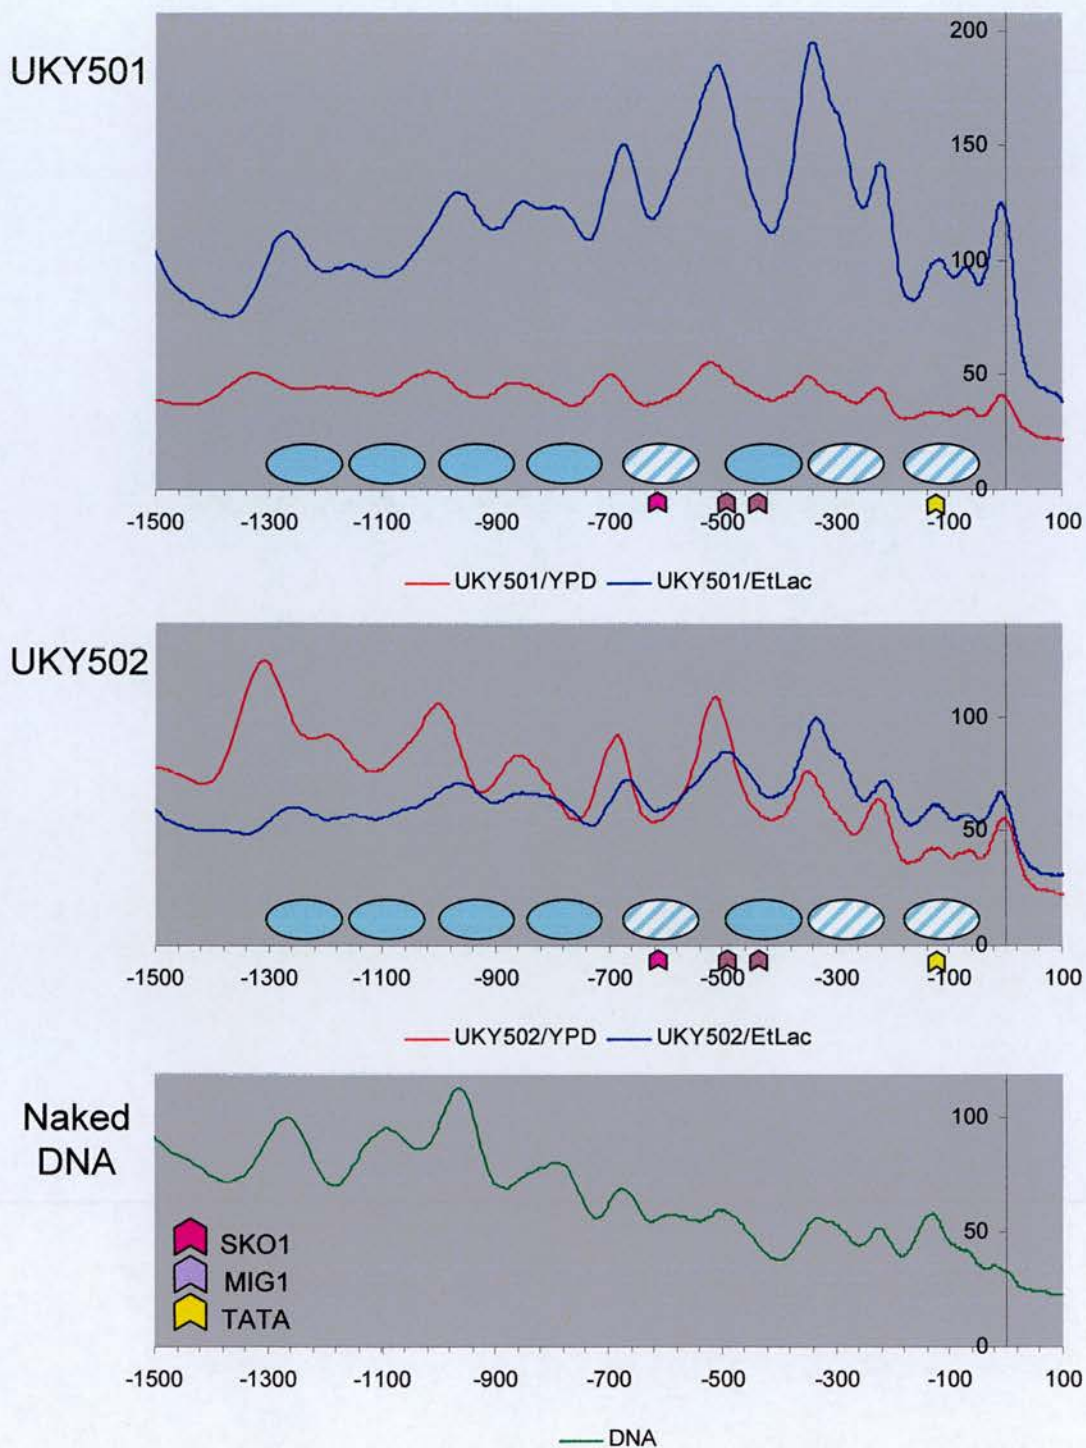 UKY501
200
150
100
50
0
-1500 -1300 -1100 -900 -700 -500 -300 -100 100
UKY501/YPD UKY501/EtLac
UKY502
100
50
0
-1500 -1300 -1100 -900 -700 -500 -300 -100 100
UKY502/YPD UKY502/EtLac
Naked
DNA
100
50
0
SKO1
MIG1
TATA
-1500 -1300 -1100 -900 -700 -500 -300 -100 100
DNA